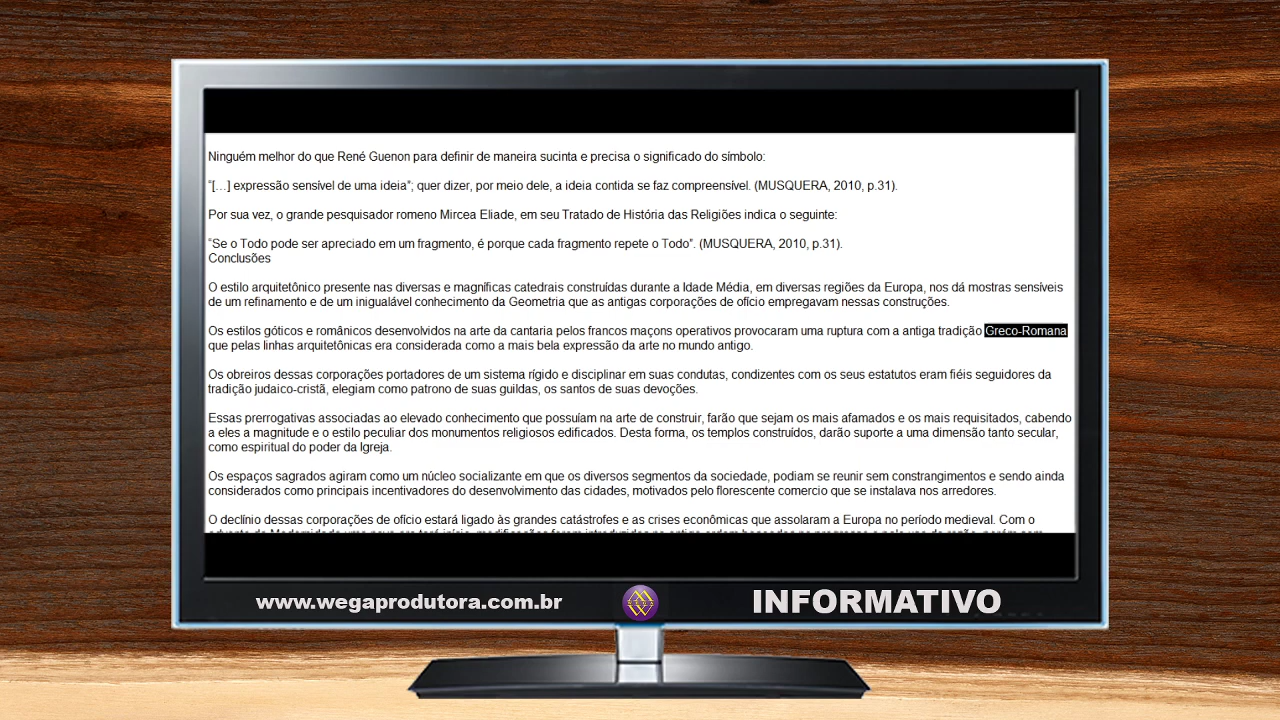 Ninguém melhor do que René Guenon para definir de maneira sucinta e precisa o significado do símbolo:
"[...] expressão sensível de uma ideia"; quer dizer, por meio dele, a ideia contida se faz compreensível. (MUSQUERA, 2010, p.31).
Por sua vez, o grande pesquisador romeno Mircea Eliade, em seu Tratado de História das Religiões indica o seguinte:
"Se o Todo pode ser apreciado em um fragmento, é porque cada fragmento repete o Todo". (MUSQUERA, 2010, p.31).
Conclusões
O estilo arquitetônico presente nas diversas e magníficas catedrais construídas durante a Idade Média, em diversas regiões da Europa, nos dá mostras sensíveis
de um refinamento e de um inigualável conhecimento da Geometria que as antigas corporações de ofício empregavam nessas construções.
Os estilos góticos e românicos desenvolvidos na arte da cantaria pelos francos maçons operativos provocaram uma ruptura com a antiga tradição Greco-Romana
que pelas linhas arquitetônicas era considerada como a mais bela expressão da arte no mundo antigo.
Os obreiros dessas corporações portadores de um sistema rígido e disciplinar em suas condutas, condizentes com os seus estatutos eram fiéis seguidores da
tradição judaico-cristã, elegiam como patrono de suas guildas, os santos de suas devoções.
Essas prerrogativas associadas ao elevado conhecimento que possuíam na arte de construir, farão que sejam os mais afamados e os mais requisitados, cabendo
a eles a magnitude e o estilo peculiar dos monumentos religiosos edificados. Desta forma, os templos construídos, darão suporte a uma dimensão tanto secular,
como espiritual do poder da Igreja.
Os espaços sagrados agiram como um núcleo socializante em que os diversos segmentos da sociedade, podiam se reunir sem constrangimentos e sendo ainda
considerados como principais incentivadores do desenvolvimento das cidades, motivados pelo florescente comercio que se instalava nos arredores.
O declínio dessas corporações de ofício estará ligado às grandes catástrofes e as crises econômicas que assolaram a Europa no período medieval. Com o
www.wegaprodutora.com.br
INFORMATIVO